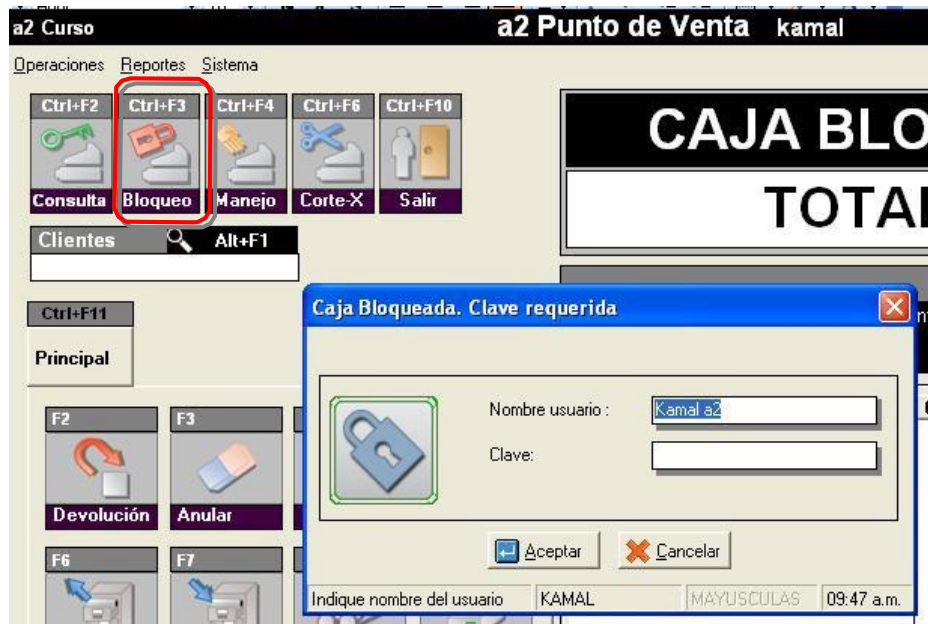 a2 Curso
a2 Punto de Venta kamal
Operaciones Reportes Sistema
Ctrl+F2 Ctrl+F3 Ctrl+F4 Ctrl+F6 Ctrl+F10
Consulta Bloqueo Manejo Corte-X Salir
CAJA BLO
TOTAL
Clientes Alt+F1
Ctrl+F11
Principal
Caja Bloqueada. Clave requerida
Nombre usuario : Kamal a2
Clave:
F2 F3
Devolución Anular
Aceptar Cancelar
F6 F7
Indique nombre del usuario KAMAL MAYUSCULAS 09:47 a.m.